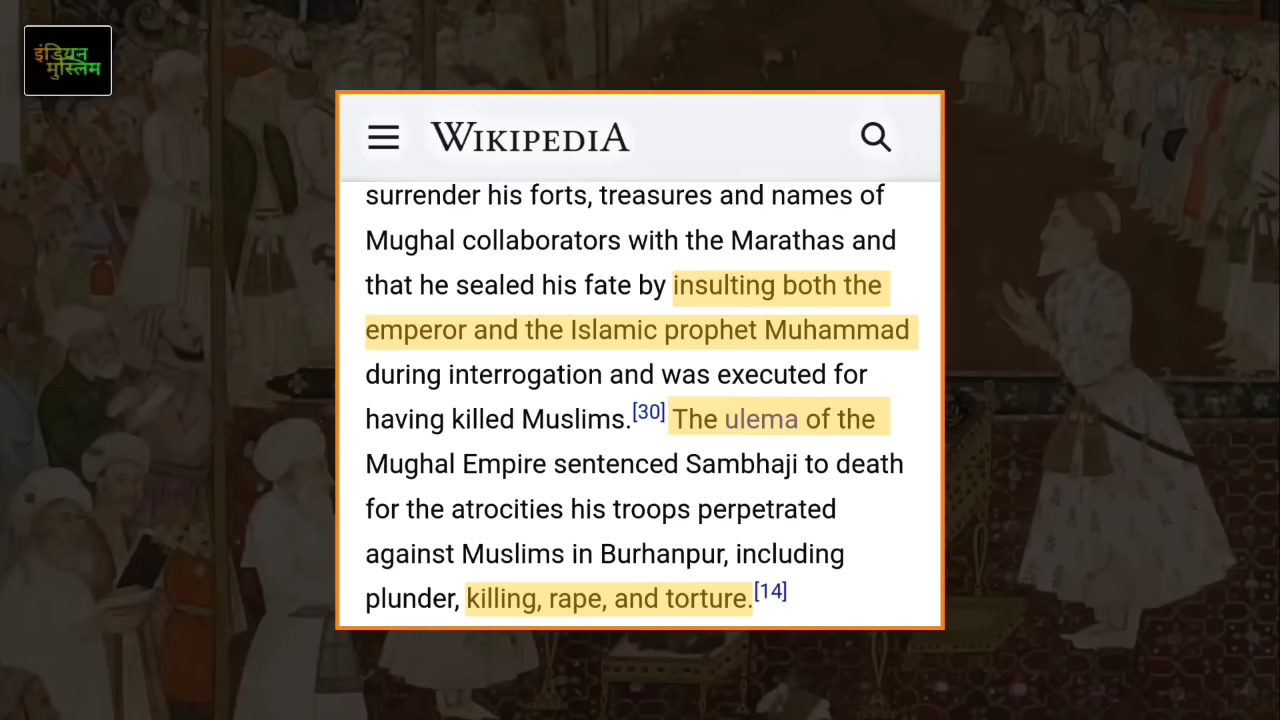 इंडियन
मुस्लिम
WIKIPEDIA
surrender his forts, treasures and names of
Mughal collaborators with the Marathas and
that he sealed his fate by insulting both the
emperor and the Islamic prophet Muhammad
during interrogation and was executed for
having killed Muslims.[30] The ulema of the
Mughal Empire sentenced Sambhaji to death
for the atrocities his troops perpetrated
against Muslims in Burhanpur, including
plunder, killing, rape, and torture.[14]